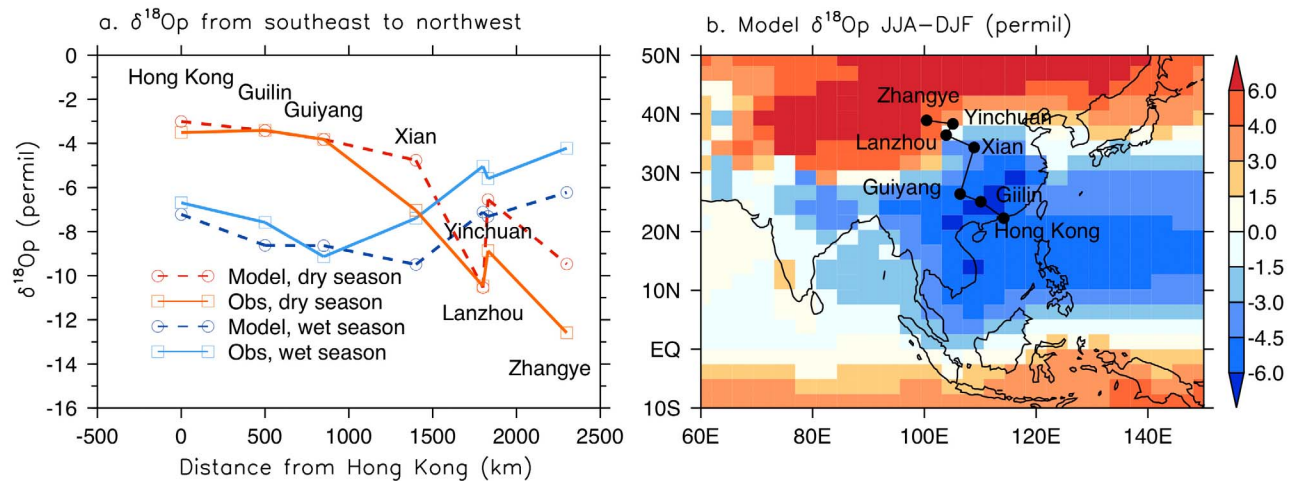 a. δ¹⁸Op from southeast to northwest
δ¹⁸Op (permil)
0
-2
-4
-6
-8
-10
-12
-14
-16
Hong Kong
Guilin
Guiyang
Xian
Yinchuan
Lanzhou
Zhangye
Model, dry season
Obs, dry season
Model, wet season
Obs, wet season
-500 0 500 1000 1500 2000 2500
Distance from southeast to Hong Kong (km)
b. Model δ¹⁸Op JJA-DJF (permil)
50N
40N
30N
20N
10N
EQ
10S
Zhangye
Yinchuan
Lanzhou
Xian
Guiyang
Giilin
Hong Kong
60E 80E 100E 120E 140E
6.0
4.0
3.0
1.5
0
-1.5
-3.0
-4.5
-6.0